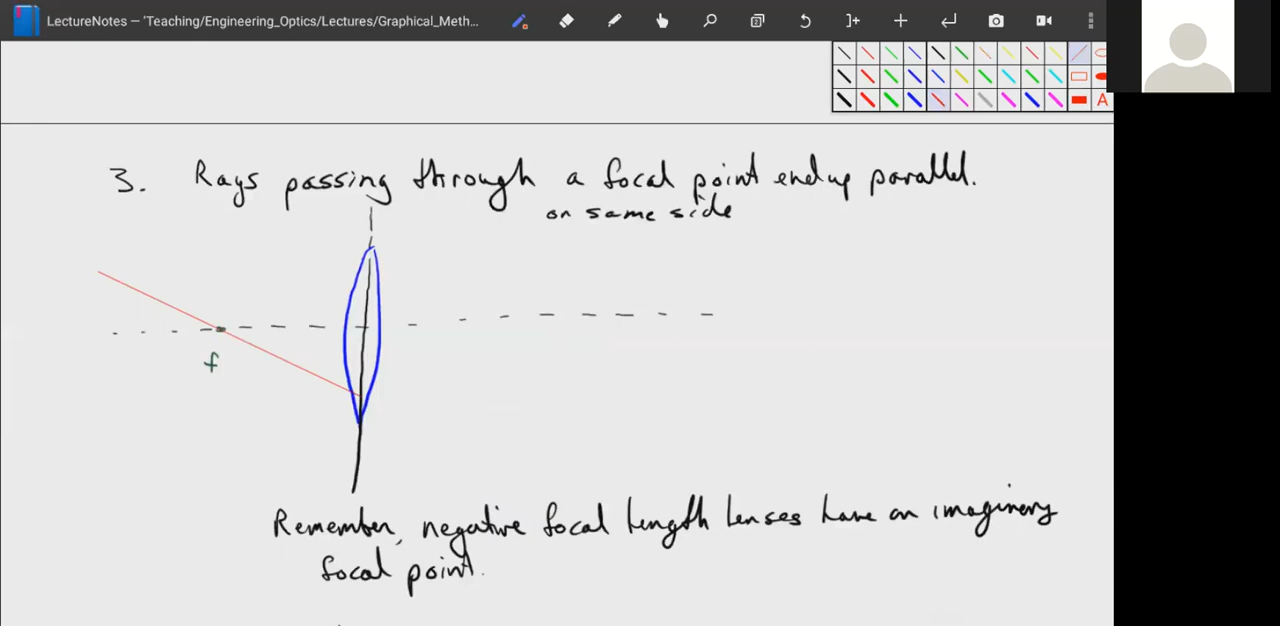 LectureNotes — 'Teaching/Engineering_Optics/Lectures/Graphical_Meth...
A
3. Rays passing through a focal point end up parallel.
on same side
f
Remember, negative focal length lenses have an imaginery
focal point.